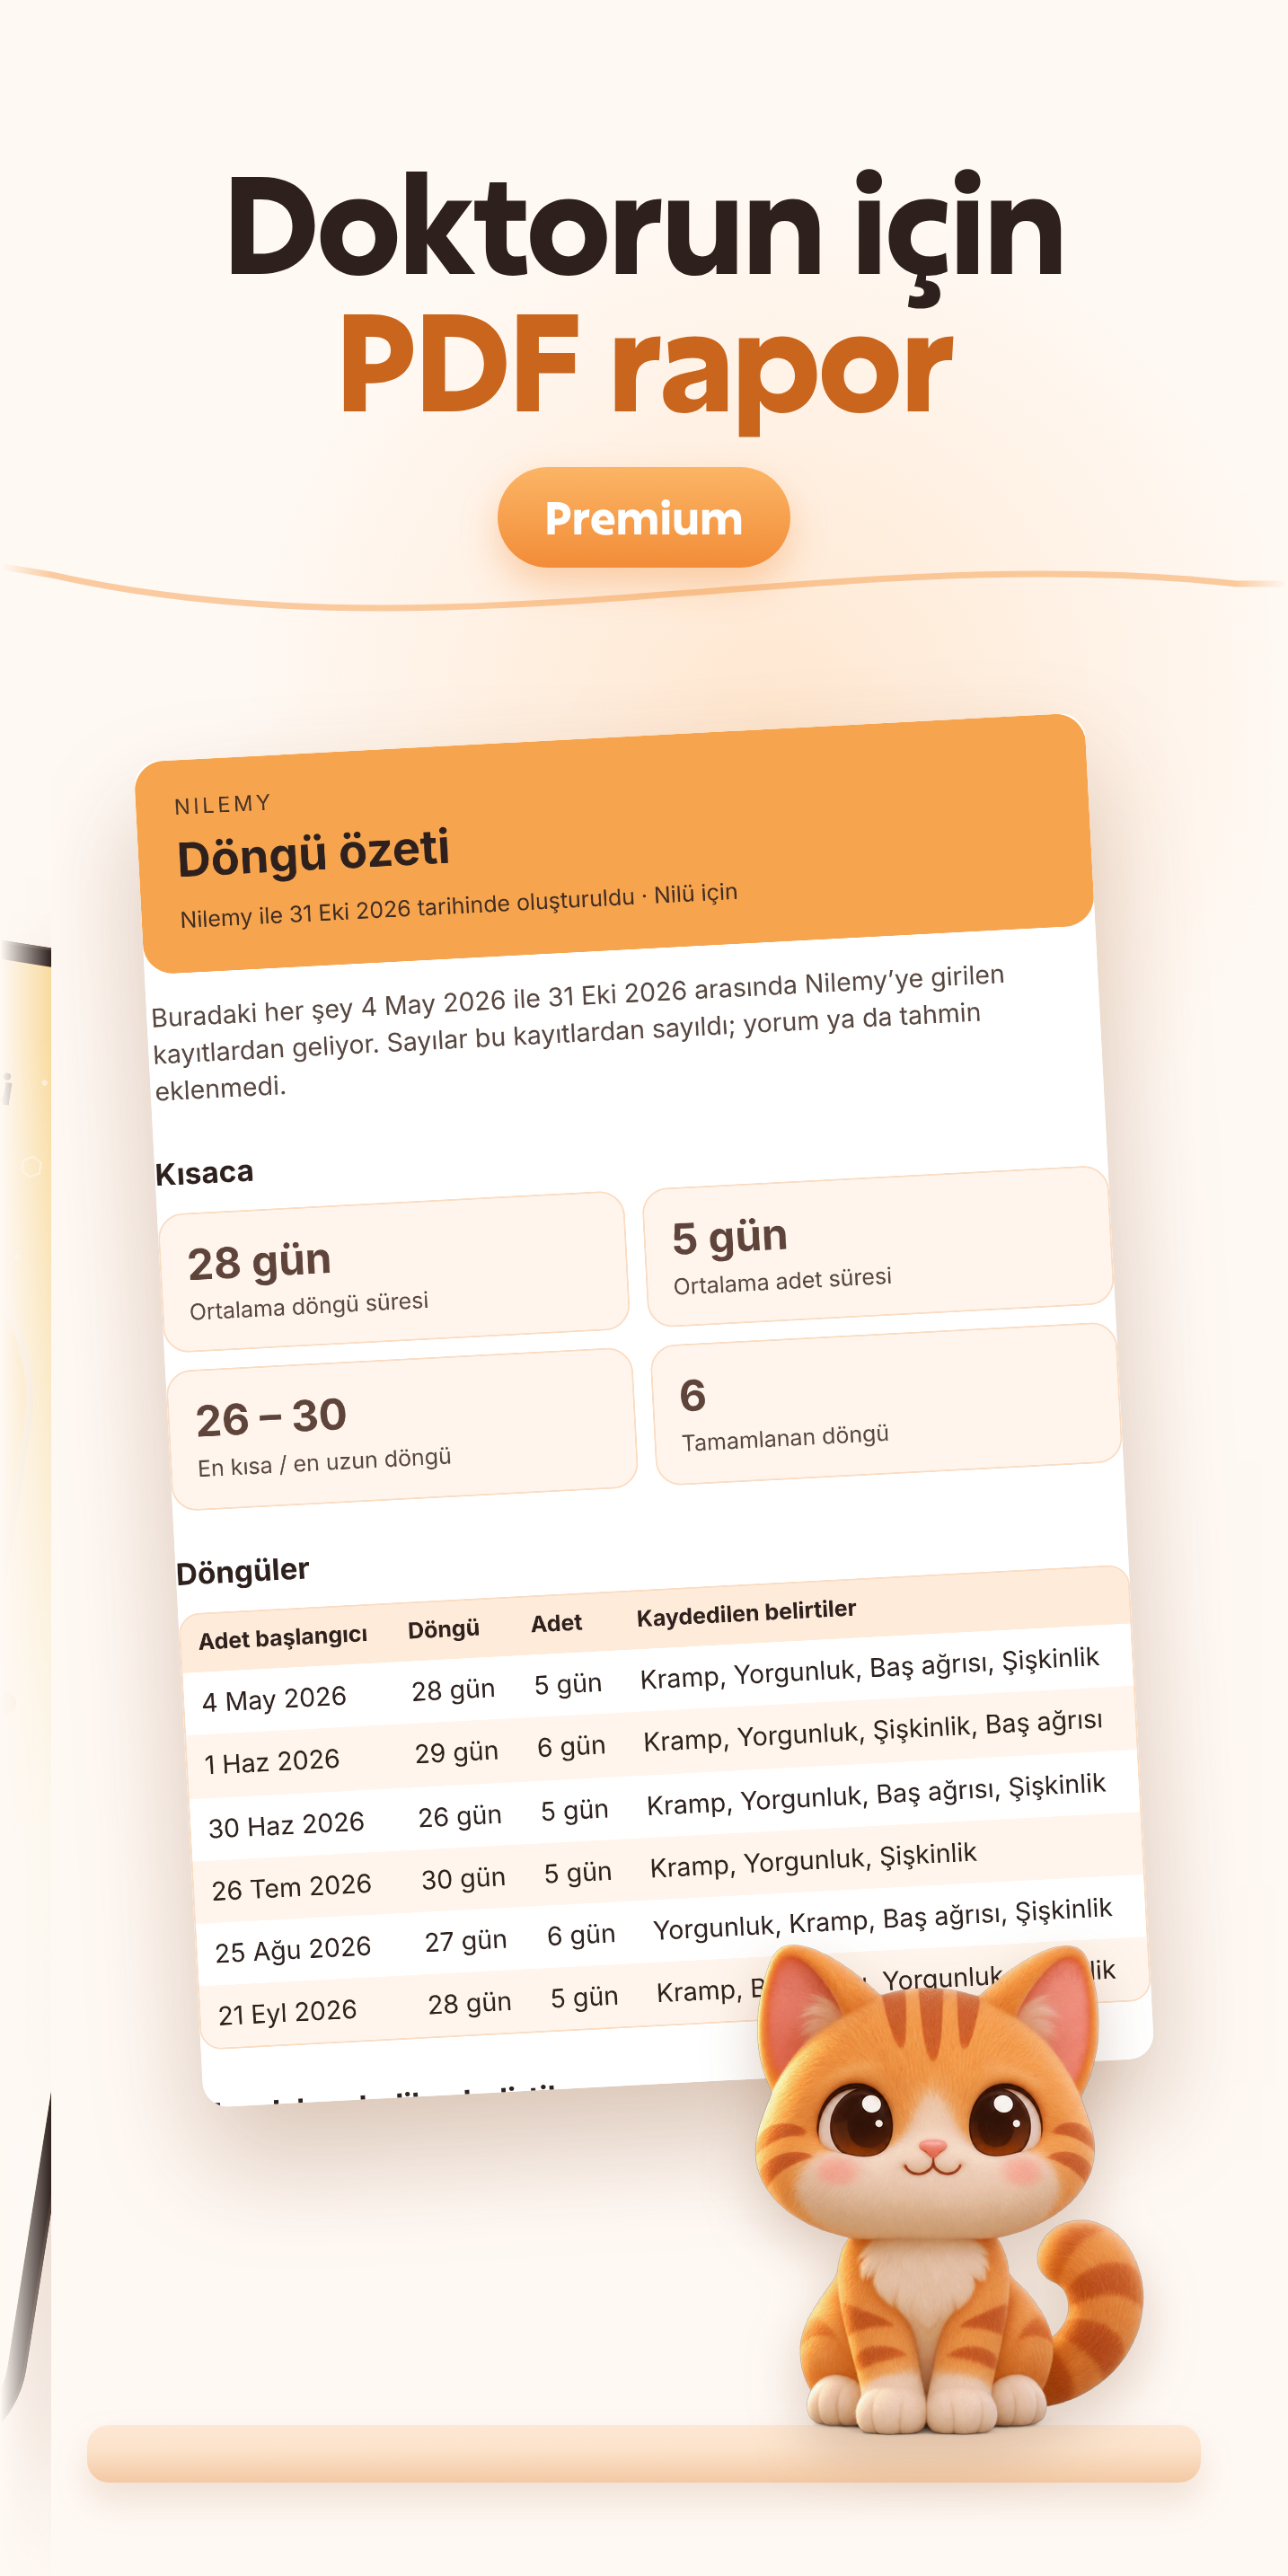 Doktorun için
PDF rapor
Premium
NILEMY
Döngü özeti
Nilemy ile 31 Eki 2026 tarihinde oluşturuldu · Nilü için
Buradaki her şey 4 May 2026 ile 31 Eki 2026 arasında Nilemy’ye girilen
kayıtlardan geliyor. Sayılar bu kayıtlardan sayıldı; yorum ya da tahmin
eklenmedi.
Kısaca
28 gün
Ortalama döngü süresi
5 gün
Ortalama adet süresi
26 – 30
En kısa / en uzun döngü
6
Tamamlanan döngü
Döngüler
Adet başlangıcı Döngü Adet Kaydedilen belirtiler
4 May 2026 28 gün 5 gün Kramp, Yorgunluk, Baş ağrısı, Şişkinlik
1 Haz 2026 29 gün 6 gün Kramp, Yorgunluk, Şişkinlik, Baş ağrısı
30 Haz 2026 26 gün 5 gün Kramp, Yorgunluk, Baş ağrısı, Şişkinlik
26 Tem 2026 30 gün 5 gün Kramp, Yorgunluk, Şişkinlik
25 Ağu 2026 27 gün 6 gün Yorgunluk, Kramp, Baş ağrısı, Şişkinlik
21 Eyl 2026 28 gün 5 gün Kramp, Yorgunluk